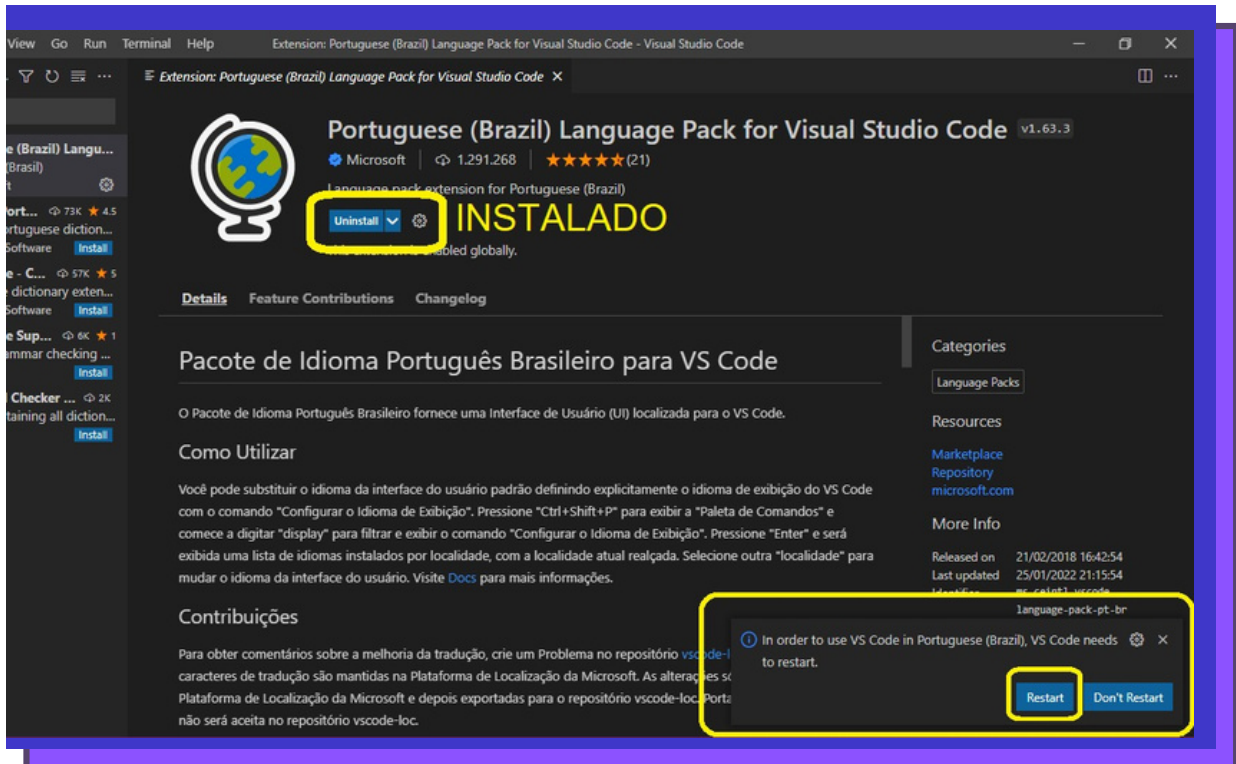 View Go Run Terminal Help Extension: Portuguese (Brazil) Language Pack for Visual Studio Code - Visual Studio Code
Extension: Portuguese (Brazil) Language Pack for Visual Studio Code
e (Brazil) Langu...
(Brasil)
t
ort... 73K ★ 4.5
ortuguese diction...
Software Install
e - C... 57K ★ 5
e dictionary exten...
Software Install
e Sup... 6K ★ 1
ammar checking ...
Install
l Checker ... 2K
taining all diction...
Install
Portuguese (Brazil) Language Pack for Visual Studio Code v1.63.3
Microsoft 1.291.268 ★★★★★(21)
Language pack extension for Portuguese (Brazil)
Uninstall
INSTALADO
enabled globally.
Details Feature Contributions Changelog
Pacote de Idioma Português Brasileiro para VS Code
O Pacote de Idioma Português Brasileiro fornece uma Interface de Usuário (UI) localizada para o VS Code.
Como Utilizar
Você pode substituir o idioma da interface do usuário padrão definindo explicitamente o idioma de exibição do VS Code
com o comando "Configurar o Idioma de Exibição". Pressione "Ctrl+Shift+P" para exibir a "Paleta de Comandos" e
comece a digitar "display" para filtrar e exibir o comando "Configurar o Idioma de Exibição". Pressione "Enter" e será
exibida uma lista de idiomas instalados por localidade, com a localidade atual realçada. Selecione outra "localidade" para
mudar o idioma da interface do usuário. Visite Docs para mais informações.
Contribuições
Para obter comentários sobre a melhoria da tradução, crie um Problema no repositório vscode-l
caracteres de tradução são mantidas na Plataforma de Localização da Microsoft. As alterações só
Plataforma de Localização da Microsoft e depois exportadas para o repositório vscode-loc. Porta
não será aceita no repositório vscode-loc.
Categories
Language Packs
Resources
Marketplace
Repository
microsoft.com
More Info
Released on 21/02/2018 16:42:54
Last updated 25/01/2022 21:15:54
language-pack-pt-br
In order to use VS Code in Portuguese (Brazil), VS Code needs
to restart.
Restart Don't Restart